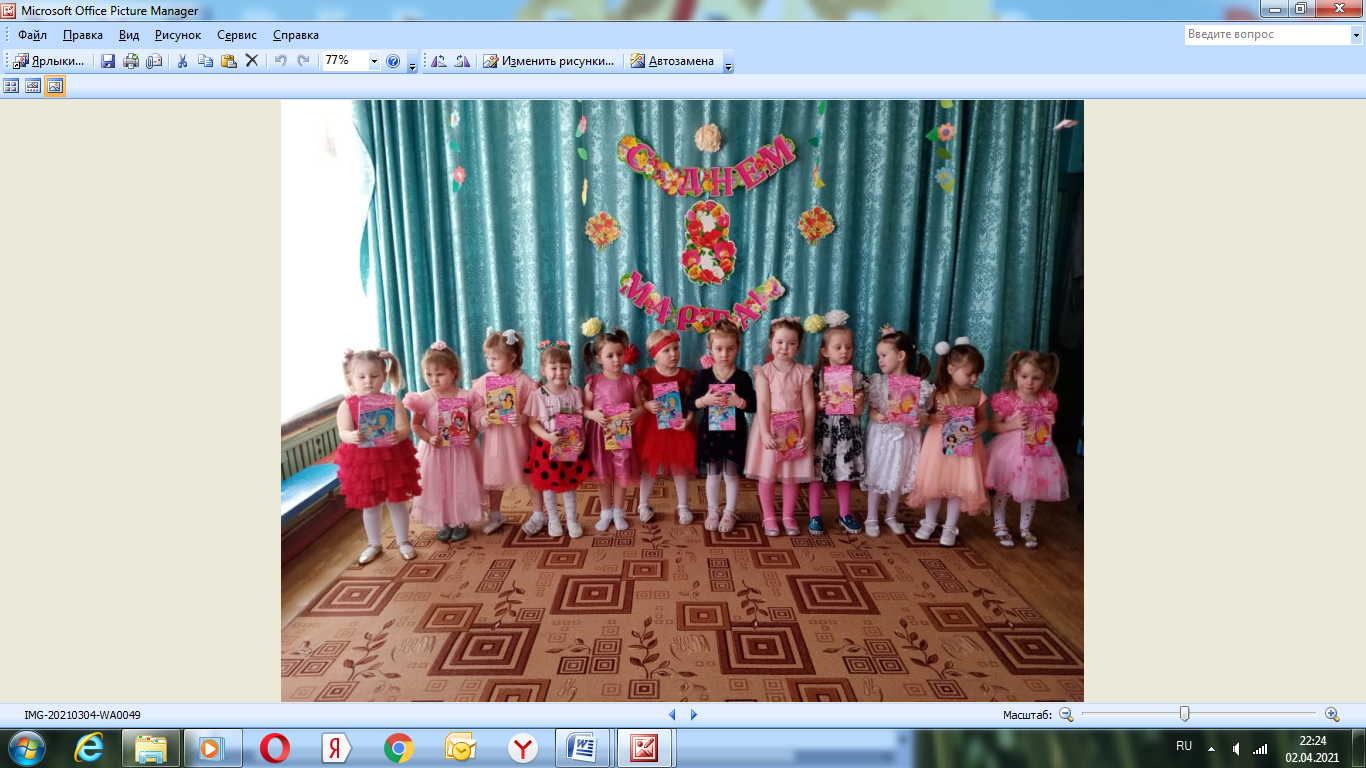 Microsoft Office Picture Manager
Файл Правка Вид Рисунок Сервис Справка
Введите вопрос
Ярлыки... 77% Изменить рисунки... Автозамена
С ДНЕМ
8
МАРТА!
IMG-20210304-WA0049
Масштаб:
RU
22:24
02.04.2021